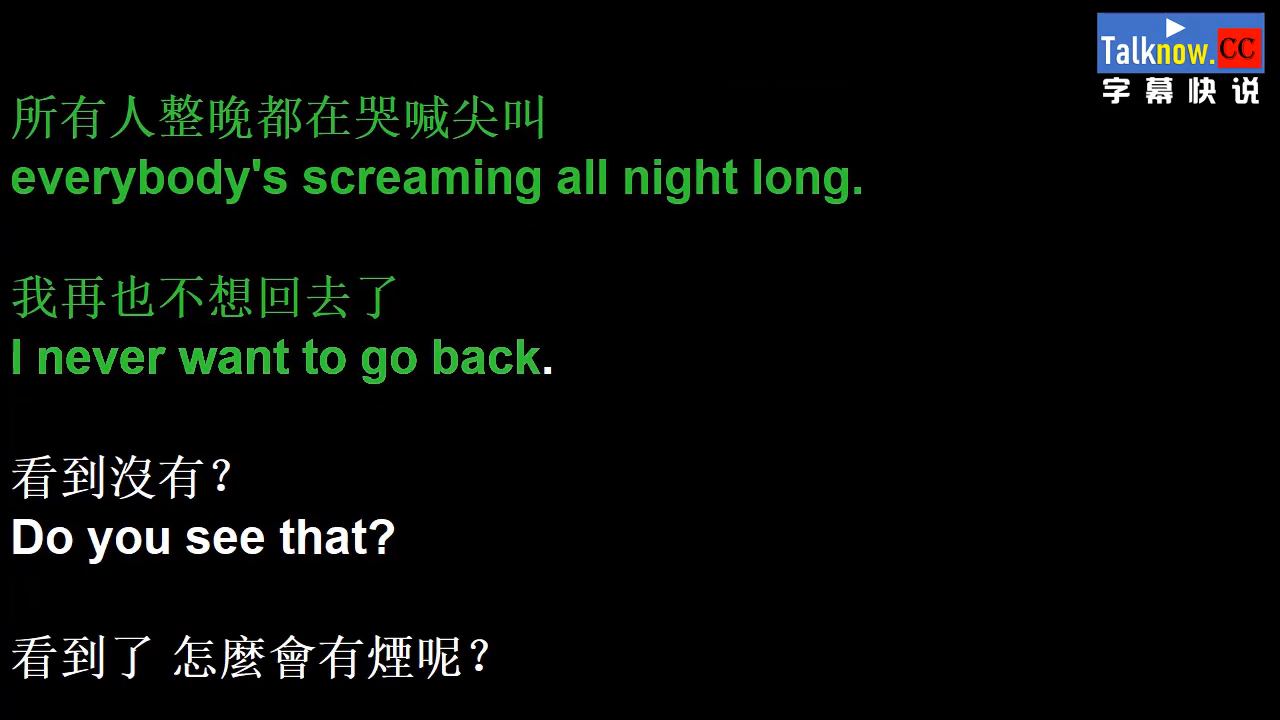 Talknow.CC
字幕快说
所有人整晚都在哭喊尖叫
everybody's screaming all night long.
我再也不想回去了
I never want to go back.
看到沒有?
Do you see that?
看到了 怎麼會有煙呢?